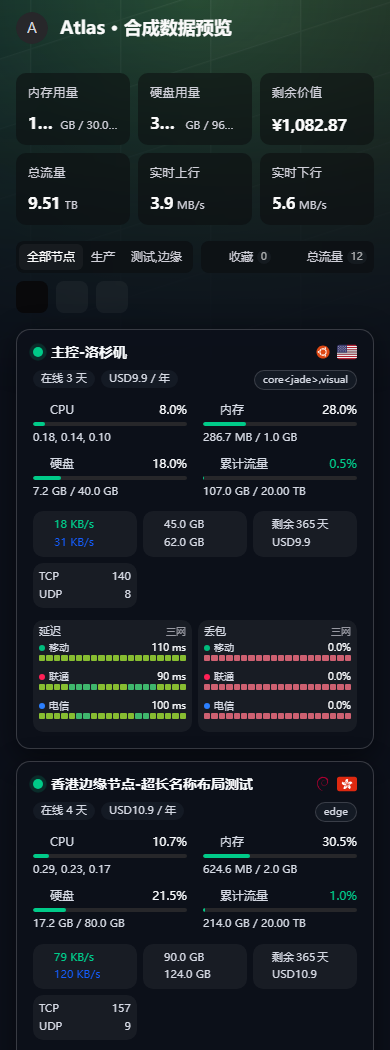 A Atlas • 合成数据预览
内存用量 硬盘用量 剩余价值
1... GB / 30.0... 3... GB / 96... ¥1,082.87
总流量 实时上行 实时下行
9.51 TB 3.9 MB/s 5.6 MB/s
全部节点 生产 测试,边缘 收藏 0 总流量 12
主控-洛杉矶
在线 3 天 USD9.9 / 年 core<jade>,visual
CPU 8.0% 内存 28.0%
0.18, 0.14, 0.10 286.7 MB / 1.0 GB
硬盘 18.0% 累计流量 0.5%
7.2 GB / 40.0 GB 107.0 GB / 20.00 TB
18 KB/s 45.0 GB 剩余 365 天
31 KB/s 62.0 GB USD9.9
TCP 140
UDP 8
延迟 三网 丢包 三网
移动 110 ms 移动 0.0%
联通 90 ms 联通 0.0%
电信 100 ms 电信 0.0%
香港边缘节点-超长名称布局测试
在线 4 天 USD10.9 / 年 edge
CPU 10.7% 内存 30.5%
0.29, 0.23, 0.17 624.6 MB / 2.0 GB
硬盘 21.5% 累计流量 1.0%
17.2 GB / 80.0 GB 214.0 GB / 20.00 TB
79 KB/s 90.0 GB 剩余 365 天
120 KB/s 124.0 GB USD10.9
TCP 157
UDP 9